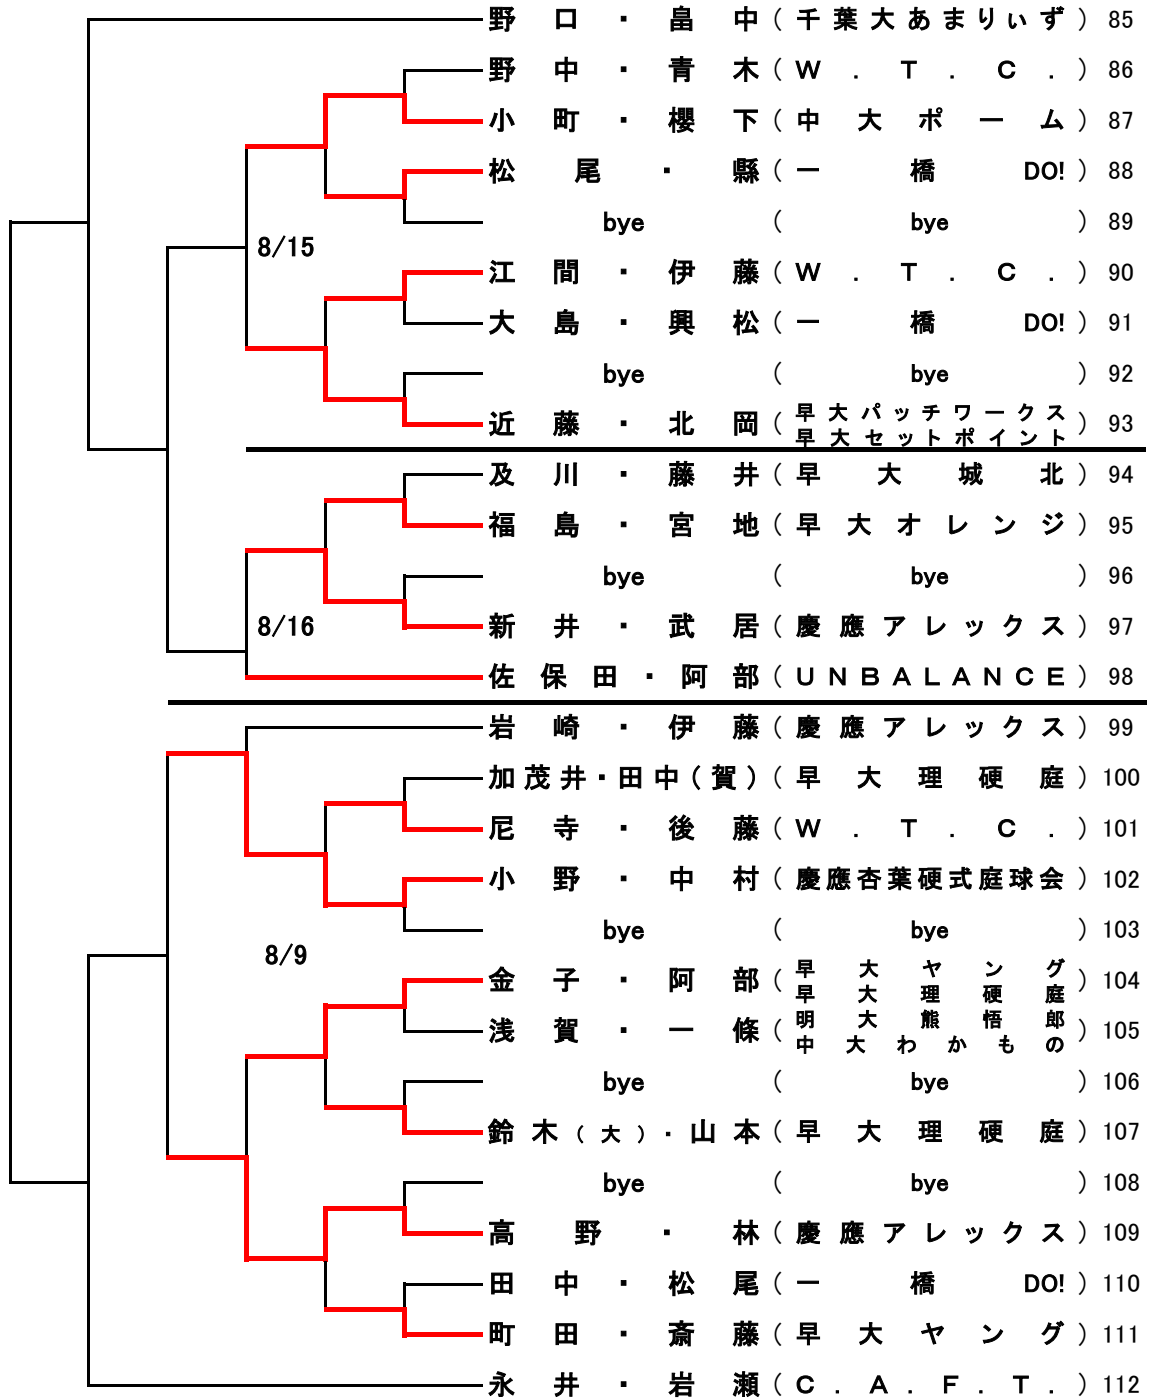 野口・畠中(千葉大あまりぃず) 85
野中・青木(W.T.C.) 86
小町・櫻下(中大ポーム) 87
松尾・縣(一橋DO!) 88
bye(bye) 89
8/15
江間・伊藤(W.T.C.) 90
大島・興松(一橋DO!) 91
bye(bye) 92
近藤・北岡(早大パッチワークス
早大セットポイント) 93
及川・藤井(早大城北) 94
福島・宮地(早大オレンジ) 95
bye(bye) 96
8/16
新井・武居(慶應アレックス) 97
佐保田・阿部(UNBALANCE) 98
岩崎・伊藤(慶應アレックス) 99
加茂井・田中(賀)(早大理硬庭) 100
尼寺・後藤(W.T.C.) 101
小野・中村(慶應杏葉硬式庭球会) 102
bye(bye) 103
8/9
金子・阿部(早大ヤング
早大理硬庭) 104
浅賀・一條(明大熊悟郎
中大わかもの) 105
bye(bye) 106
鈴木(大)・山本(早大理硬庭) 107
bye(bye) 108
高野・林(慶應アレックス) 109
田中・松尾(一橋DO!) 110
町田・斎藤(早大ヤング) 111
永井・岩瀬(C.A.F.T.) 112